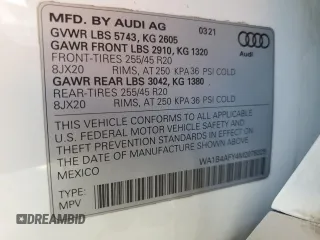 MFD. BY AUDI AG 0321
GVWR LBS 5743, KG 2605
GAWR FRONT LBS 2910, KG 1320
FRONT-TIRES 255/45 R20
8JX20 RIMS, AT 250 KPA 36 PSI COLD
GAWR REAR LBS 3042, KG 1380
REAR-TIRES 255/45 R20
8JX20 RIMS, AT 250 KPA 36 PSI COLD
THIS VEHICLE CONFORMS TO ALL APPLICABLE
U.S. FEDERAL MOTOR VEHICLE SAFETY AND
THEFT PREVENTION STANDARDS IN EFFECT ON THE
DATE OF MANUFACTURE SHOWN ABOVE.
MEXICO
TYPE:
MPV
DREAMBID